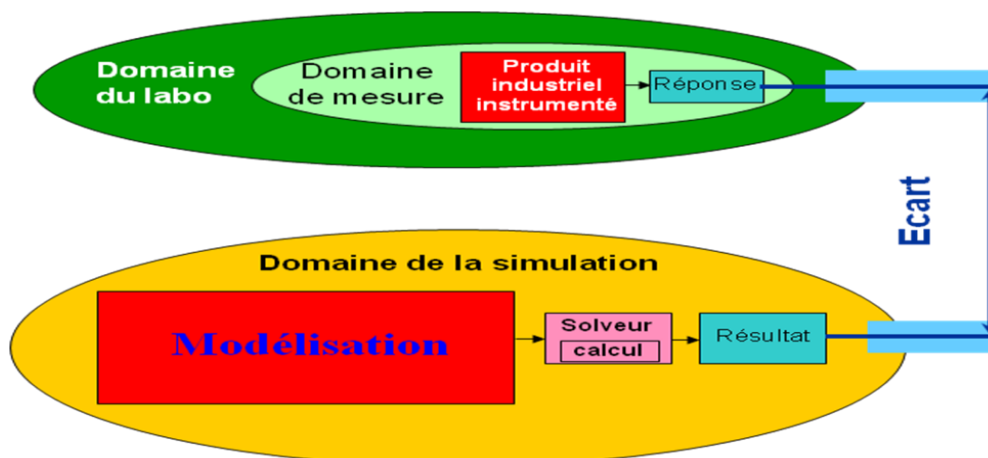 Domaine
du labo
Domaine
de mesure
Produit
industriel
instrumenté
Réponse
Ecart
Domaine de la simulation
Modélisation
Solveur
calcul
Résultat